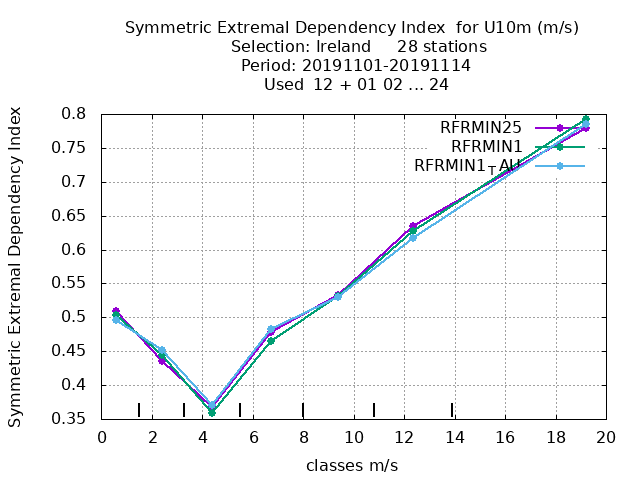 Symmetric Extremal Dependency Index  for U10m (m/s)
Selection: Ireland     28 stations
Period: 20191101-20191114
Used  12 + 01 02 ... 24
Symmetric Extremal Dependency Index
0.8
0.75
0.7
0.65
0.6
0.55
0.5
0.45
0.4
0.35
RFRMIN25
RFRMIN1
RFRMIN1_TAU
0 2 4 6 8 10 12 14 16 18 20
classes m/s